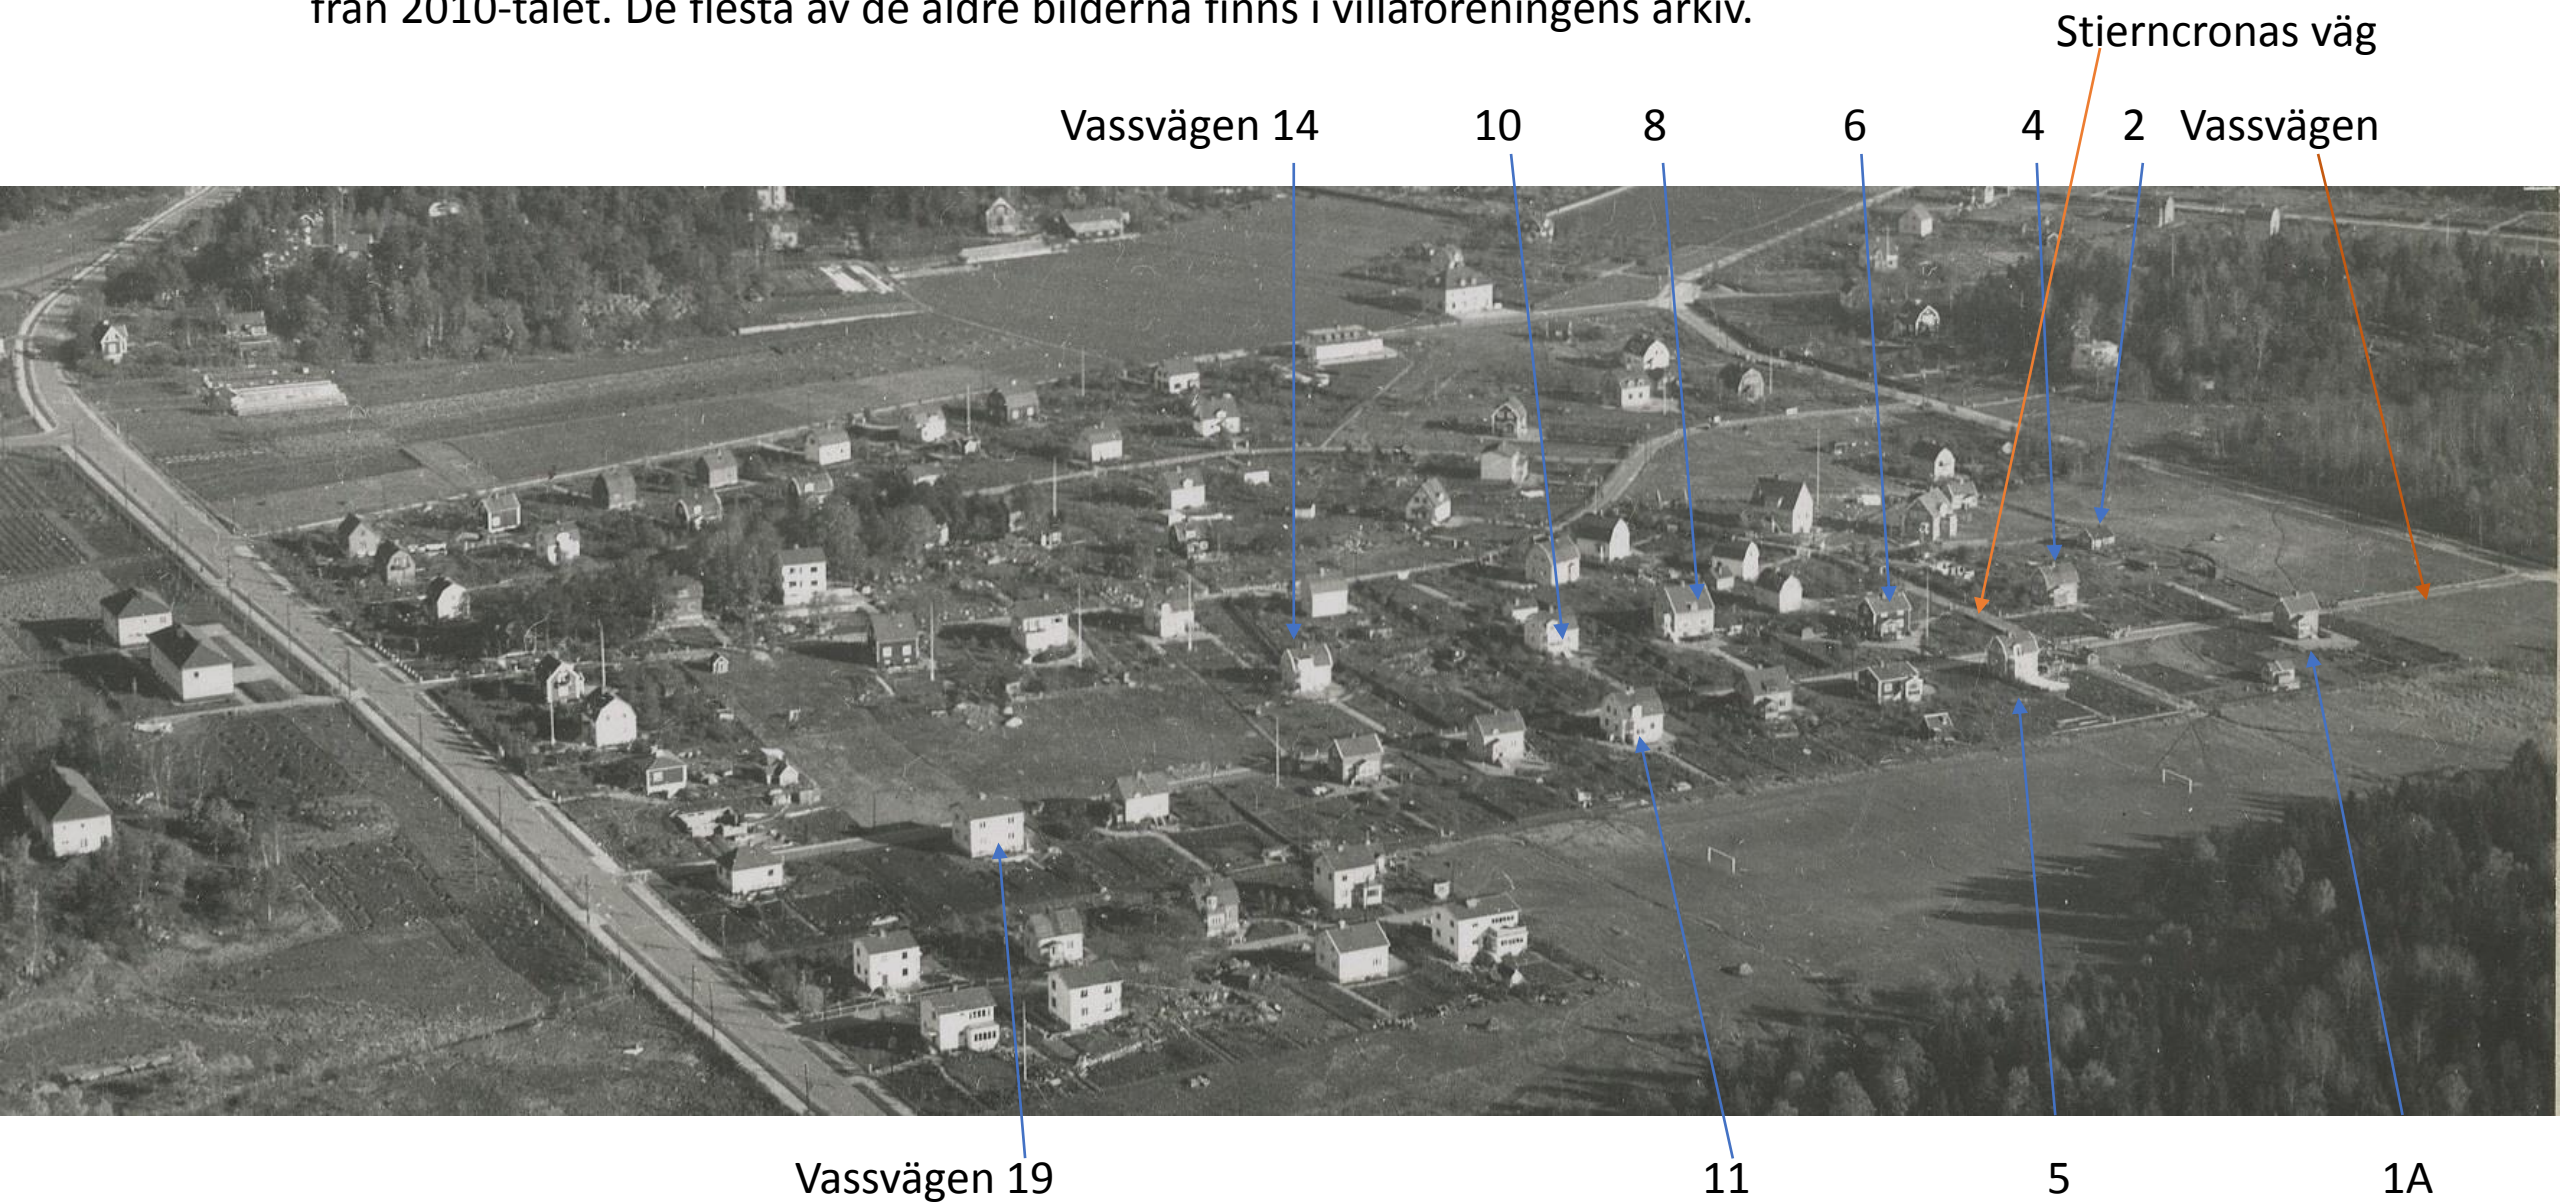 från 2010-talet. De flesta av de äldre bilderna finns i villaföreningens arkiv.
Stierncronas väg
Vassvägen 14 10 8 6 4 2 Vassvägen
Vassvägen 19 11 5 1A